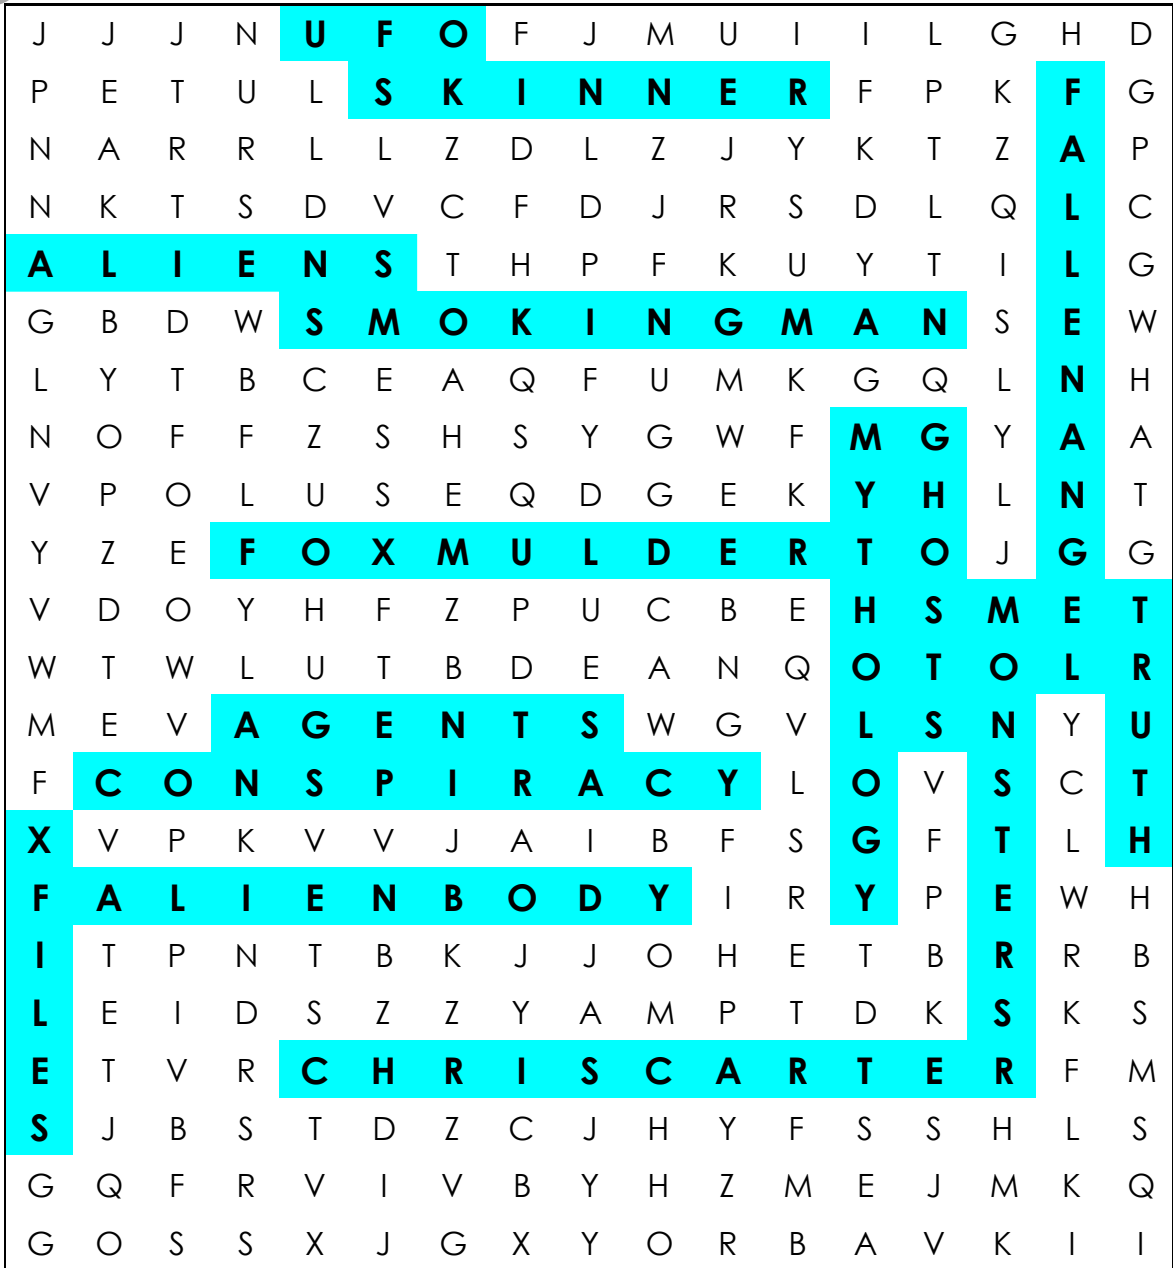 J J J N U F O F J M U I I L G H D
P E T U L S K I N N E R F P K F G
N A R R L L Z D L Z J Y K T Z A P
N K T S D V C F D J R S D L Q L C
A L I E N S T H P F K U Y T I L G
G B D W S M O K I N G M A N S E W
L Y T B C E A Q F U M K G Q L N H
N O F F Z S H S Y G W F M G Y A A
V P O L U S E Q D G E K Y H L N T
Y Z E F O X M U L D E R T O J G G
V D O Y H F Z P U C B E H S M E T
W T W L U T B D E A N Q O T O L R
M E V A G E N T S W G V L S N Y U
F C O N S P I R A C Y L O V S C T
X V P K V V J A I B F S G F T L H
F A L I E N B O D Y I R Y P E W H
I T P N T B K J J O H E T B R R B
L E I D S Z Z Y A M P T D K S K S
E T V R C H R I S C A R T E R F M
S J B S T D Z C J H Y F S S H L S
G Q F R V I V B Y H Z M E J M K Q
G O S S X J G X Y O R B A V K I I